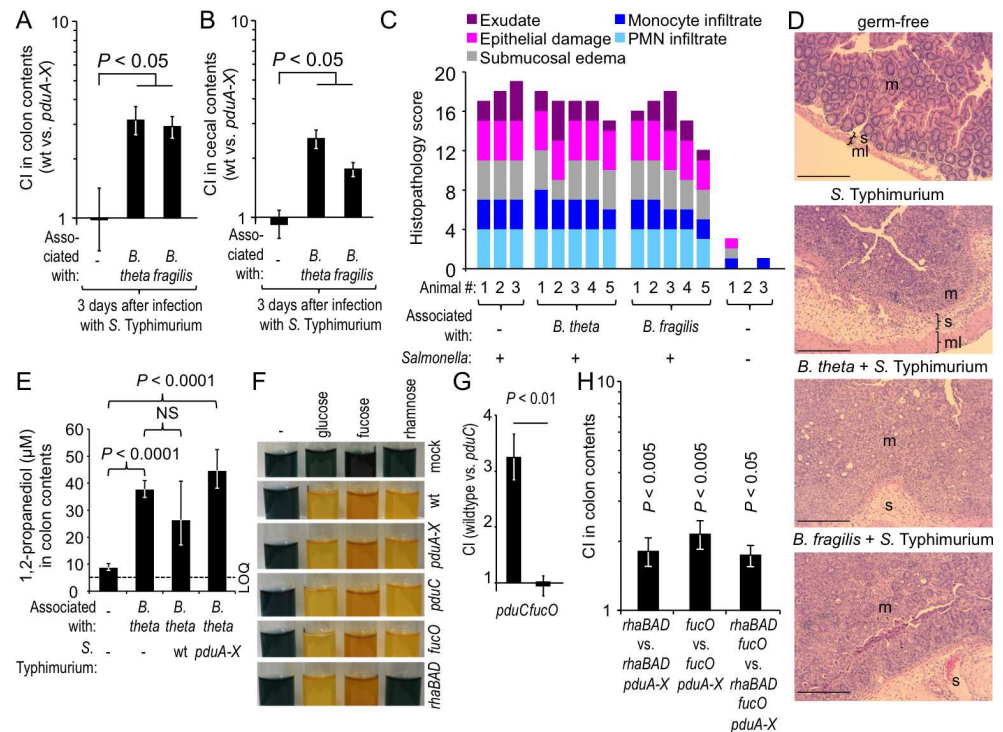 A
10
CI in colon contents
(wt vs. pduA-X)
P < 0.05
1
Asso-
ciated
with:
-
B.
theta
B.
fragilis
3 days after infection
with S. Typhimurium
B
10
CI in cecal contents
(wt vs. pduA-X)
P < 0.05
1
Asso-
ciated
with:
-
B.
theta
B.
fragilis
3 days after infection
with S. Typhimurium
C
Exudate
Epithelial damage
Submucosal edema
Monocyte infiltrate
PMN infiltrate
Histopathology score
20
16
12
8
4
0
Animal #: 1 2 3 1 2 3 4 5 1 2 3 4 5 1 2 3
Associated
with:
- B. theta B. fragilis -
Salmonella: + + + -
D
germ-free
m
s
ml
S. Typhimurium
m
s
ml
B. theta + S. Typhimurium
m
s
B. fragilis + S. Typhimurium
m
s
E
P < 0.0001
NS
P < 0.0001
1,2-propanediol (µM)
in colon contents
60
50
40
30
20
10
0
LOQ
Associated
with:
-
B.
theta
B.
theta
B.
theta
S.
Typhimurium:
- - wt pduA-X
F
-
glucose
fucose
rhamnose
mock
wt
pduA-X
pduC
fucO
rhaBAD
G
CI (wildtype vs. pduC)
P < 0.01
4
3
2
1
pduC fucO
H
CI in colon contents
10
P < 0.005
P < 0.005
P < 0.05
1
rhaBAD
vs.
rhaBAD
pduA-X
fucO
vs.
fucO
pduA-X
rhaBAD
fucO
vs.
rhaBAD
fucO
pduA-X